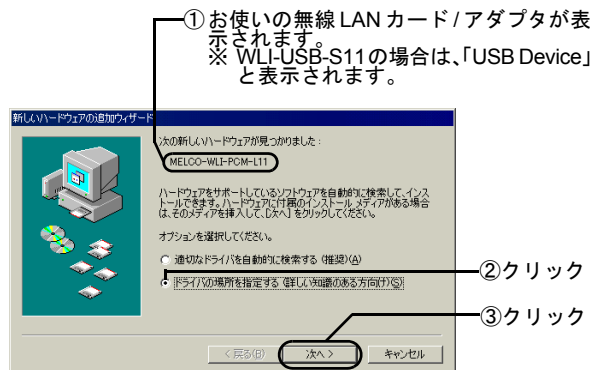 ①お使いの無線LANカード/アダプタが表
示されます。
※ WLI-USB-S11の場合は、「USB Device」
と表示されます。
新しいハードウェアの追加ウィザード
次の新しいハードウェアが見つかりました:
MELCO-WLI-PCM-L11
ハードウェアをサポートしているソフトウェアを自動的に検索して、インス
トールできます。ハードウェアに付属のインストール メディアがある場合
は、そのメディアを挿入して、[次へ] をクリックしてください。
オプションを選択してください。
適切なドライバを自動的に検索する (推奨)(A)
ドライバの場所を指定する (詳しい知識のある方向け)(S)
②クリック
③クリック
< 戻る(B)
次へ >
キャンセル